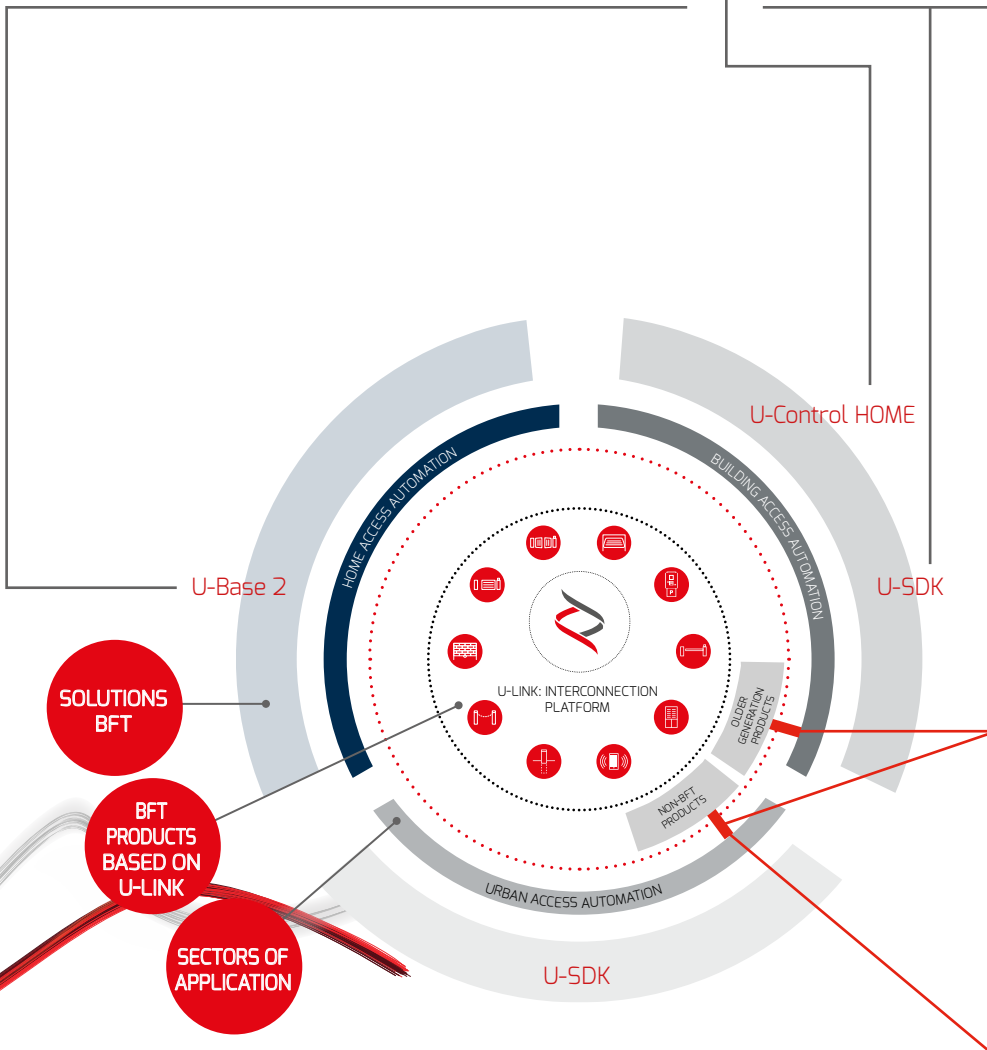 U-Control HOME
HOME ACCESS AUTOMATION
BUILDING ACCESS AUTOMATION
U-Base 2
U-SDK
SOLUTIONS
BFT
U-LINK: INTERCONNECTION
PLATFORM
OLDER
GENERATION
PRODUCTS
NON-BFT
PRODUCTS
BFT
PRODUCTS
BASED ON
U-LINK
URBAN ACCESS AUTOMATION
SECTORS OF
APPLICATION
U-SDK
P